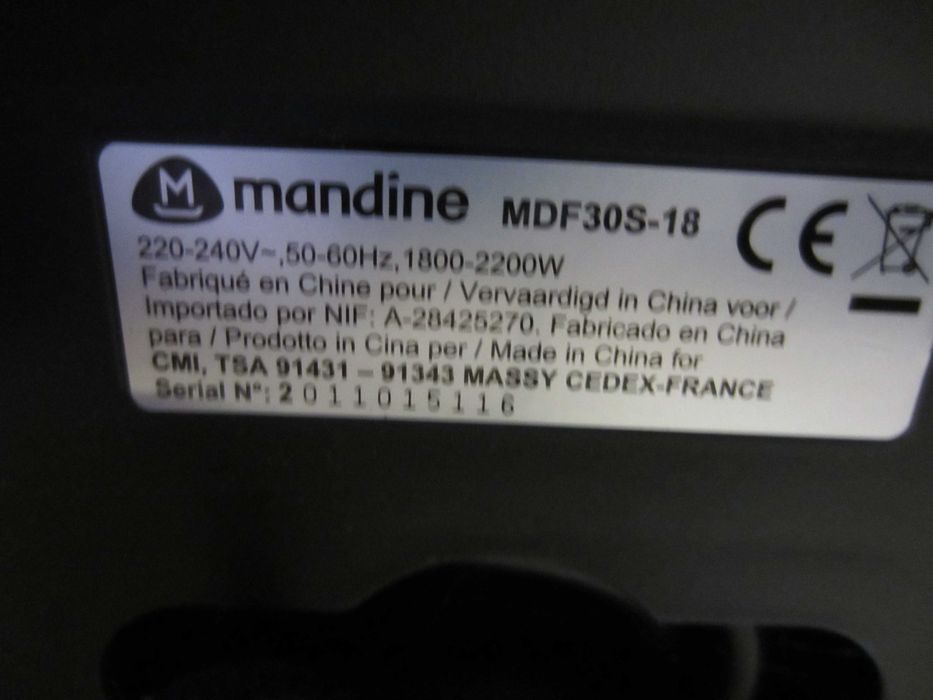 M mandine MDF30S-18 CE
220-240V~,50-60Hz,1800-2200W
Fabriqué en Chine pour / Vervaardigd in China voor /
Importado por NIF: A-28425270. Fabricado en China
para / Prodotto in Cina per / Made in China for
CMI, TSA 91431 – 91343 MASSY CEDEX-FRANCE
Serial N°: 2011015116